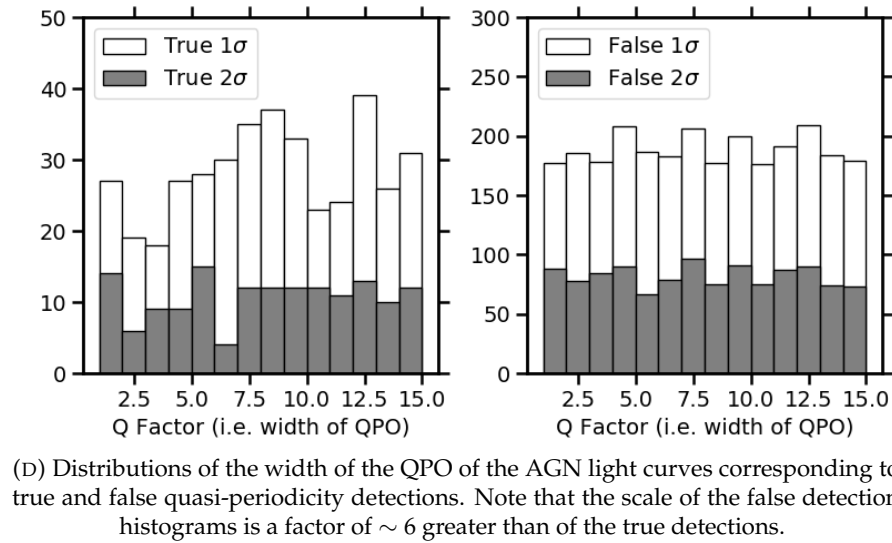 50
40
30
20
10
0
True 1σ
True 2σ
2.5 5.0 7.5 10.0 12.5 15.0
Q Factor (i.e. width of QPO)
300
250
200
150
100
50
0
False 1σ
False 2σ
2.5 5.0 7.5 10.0 12.5 15.0
Q Factor (i.e. width of QPO)
(D) Distributions of the width of the QPO of the AGN light curves corresponding to
true and false quasi-periodicity detections. Note that the scale of the false detection
histograms is a factor of ∼ 6 greater than of the true detections.